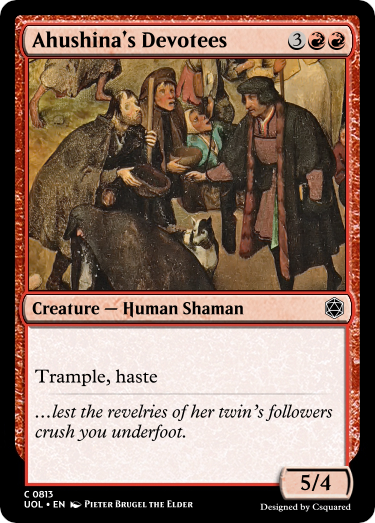 Ahushina's Devotees 3
Creature — Human Shaman
Trample, haste
...lest the revelries of her twin's followers
crush you underfoot.
5/4
C 0813
UOL • EN Pieter Brugel the Elder
Designed by Csquared